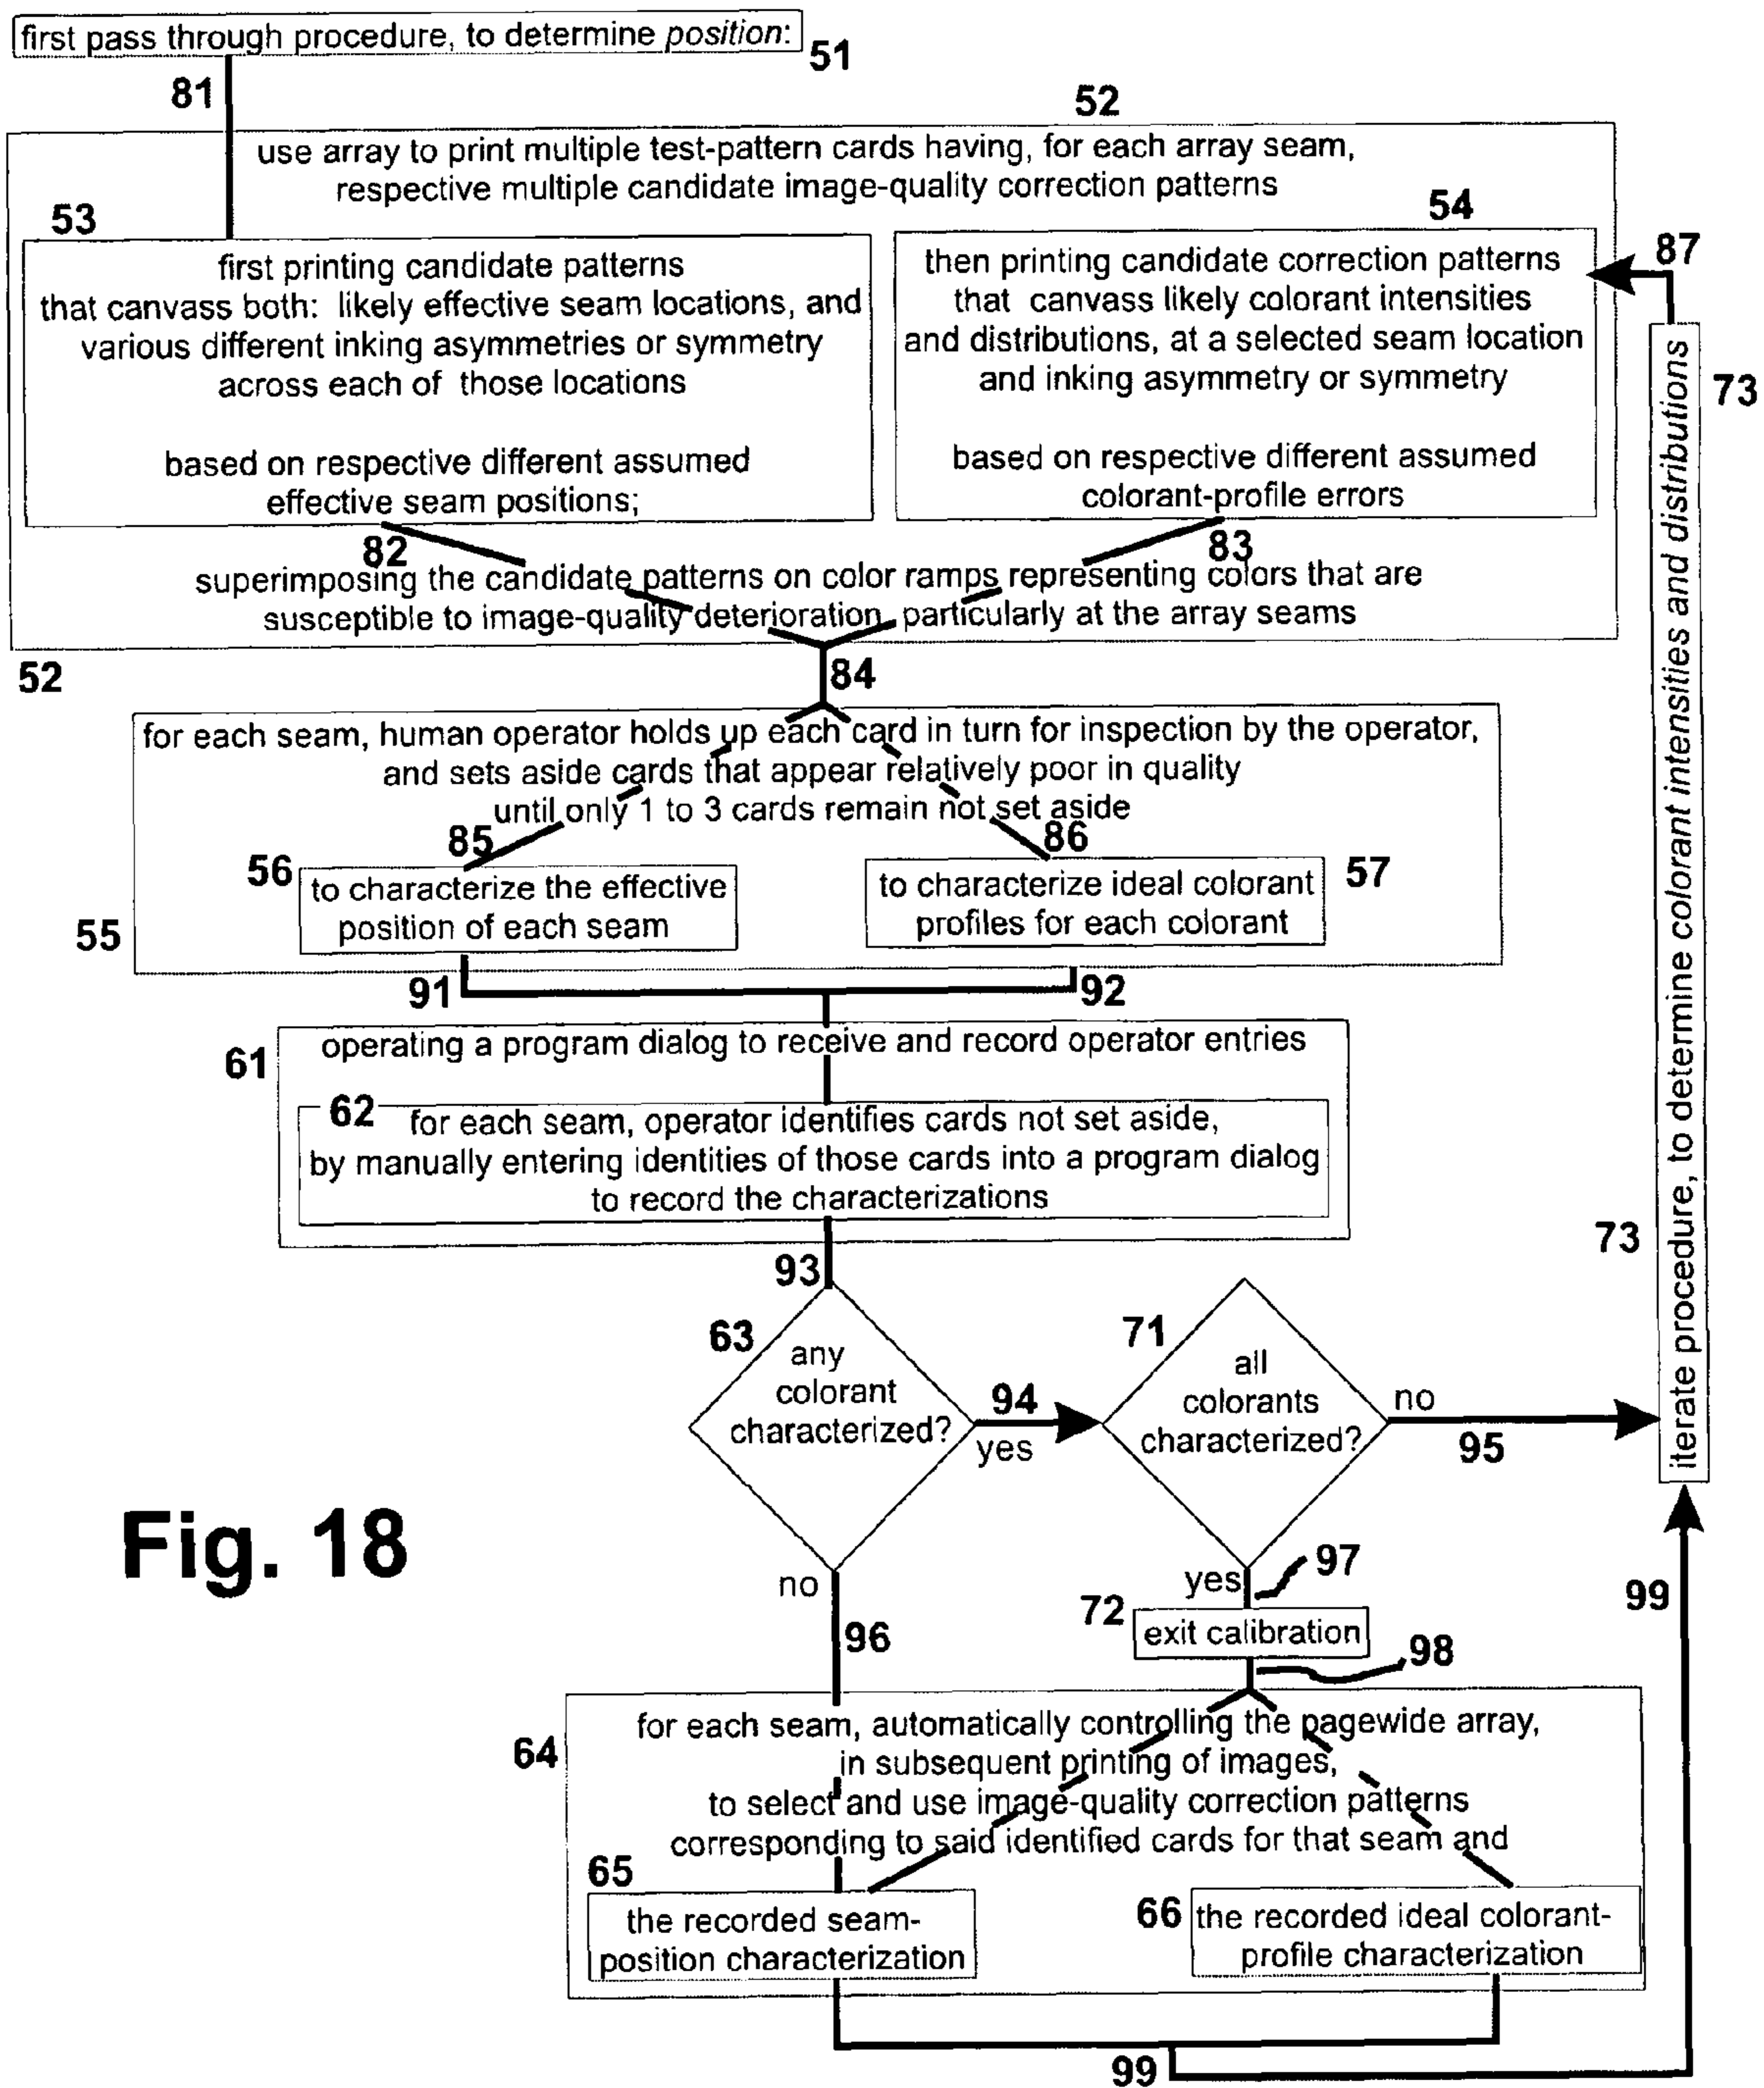 first pass through procedure, to determine position:
51
81
52
use array to print multiple test-pattern cards having, for each array seam,
respective multiple candidate image-quality correction patterns
53
54
first printing candidate patterns
that canvass both: likely effective seam locations, and
various different inking asymmetries or symmetry
across each of those locations
based on respective different assumed
effective seam positions;
then printing candidate correction patterns
that canvass likely colorant intensities
and distributions, at a selected seam location
and inking asymmetry or symmetry
based on respective different assumed
colorant-profile errors
87
73
iterate procedure, to determine colorant intensities and distributions
82
83
superimposing the candidate patterns on color ramps representing colors that are
susceptible to image-quality deterioration, particularly at the array seams
52
84
for each seam, human operator holds up each card in turn for inspection by the operator,
and sets aside cards that appear relatively poor in quality
until only 1 to 3 cards remain not set aside
85
86
56
to characterize the effective
position of each seam
to characterize ideal colorant
profiles for each colorant
57
55
91
92
61
operating a program dialog to receive and record operator entries
62
for each seam, operator identifies cards not set aside,
by manually entering identities of those cards into a program dialog
to record the characterizations
73
93
63
any
colorant
characterized?
94
yes
71
all
colorants
characterized?
no
95
Fig. 18
no
96
yes
97
72
exit calibration
98
99
64
for each seam, automatically controlling the pagewide array,
in subsequent printing of images,
to select and use image-quality correction patterns
corresponding to said identified cards for that seam and
65
the recorded seam-
position characterization
66
the recorded ideal colorant-
profile characterization
99